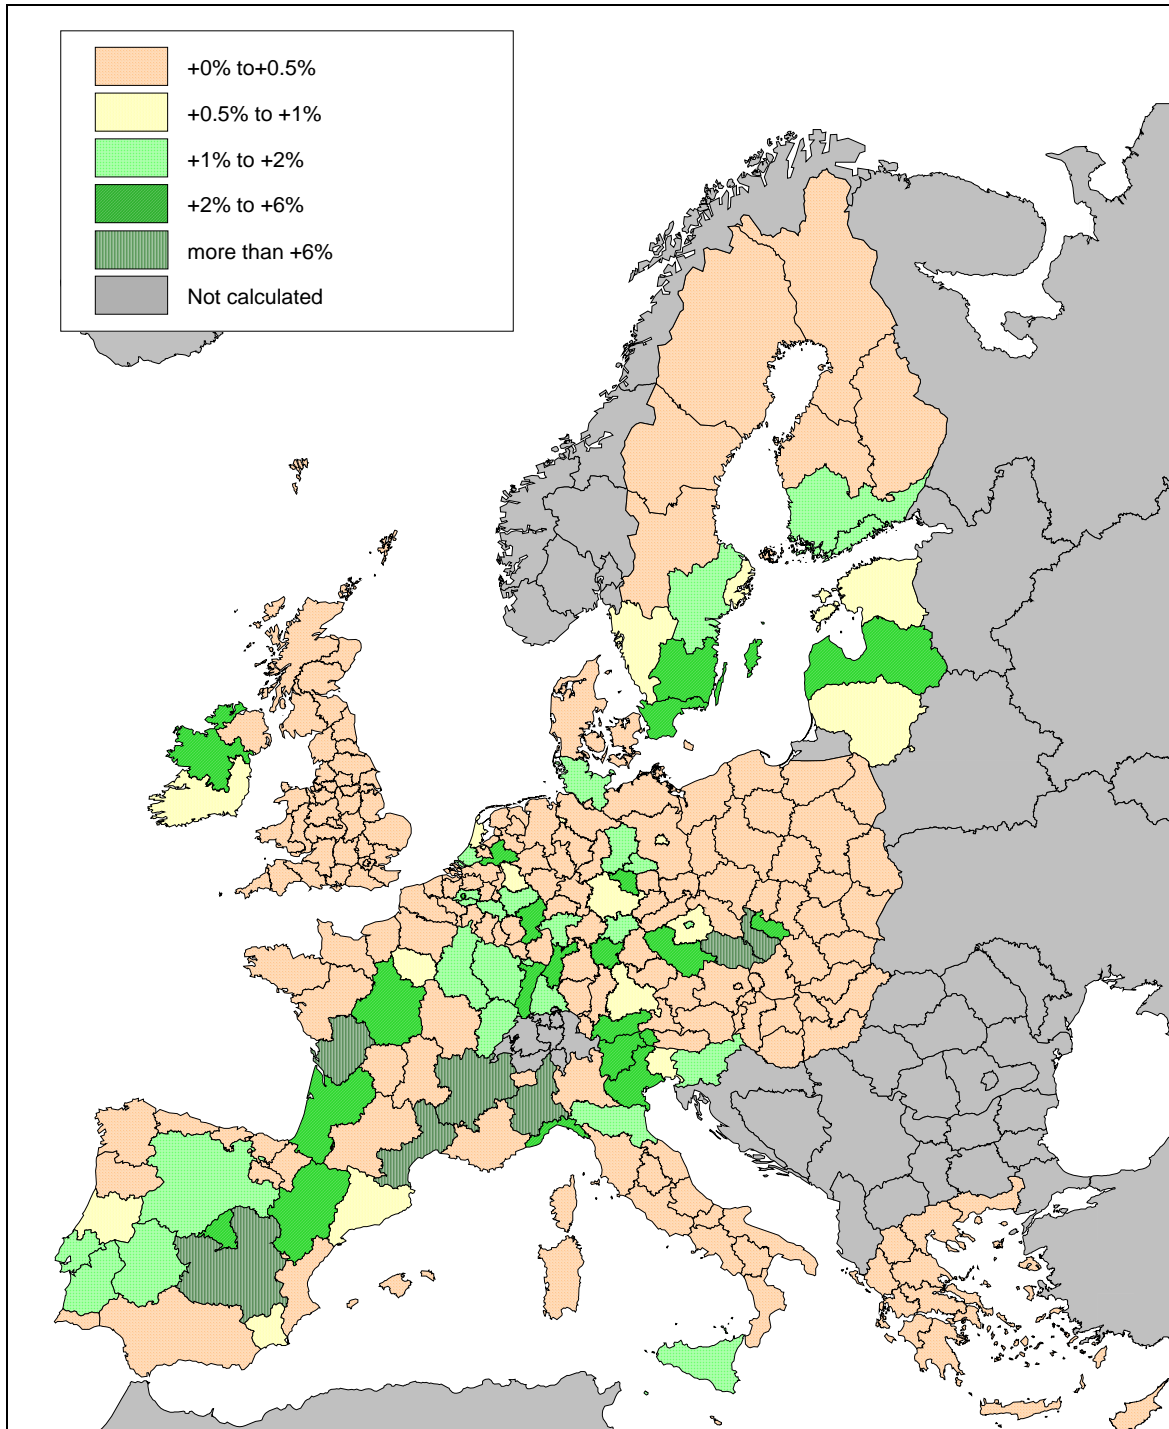 +0% to+0.5%
+0.5% to +1%
+1% to +2%
+2% to +6%
more than +6%
Not calculated